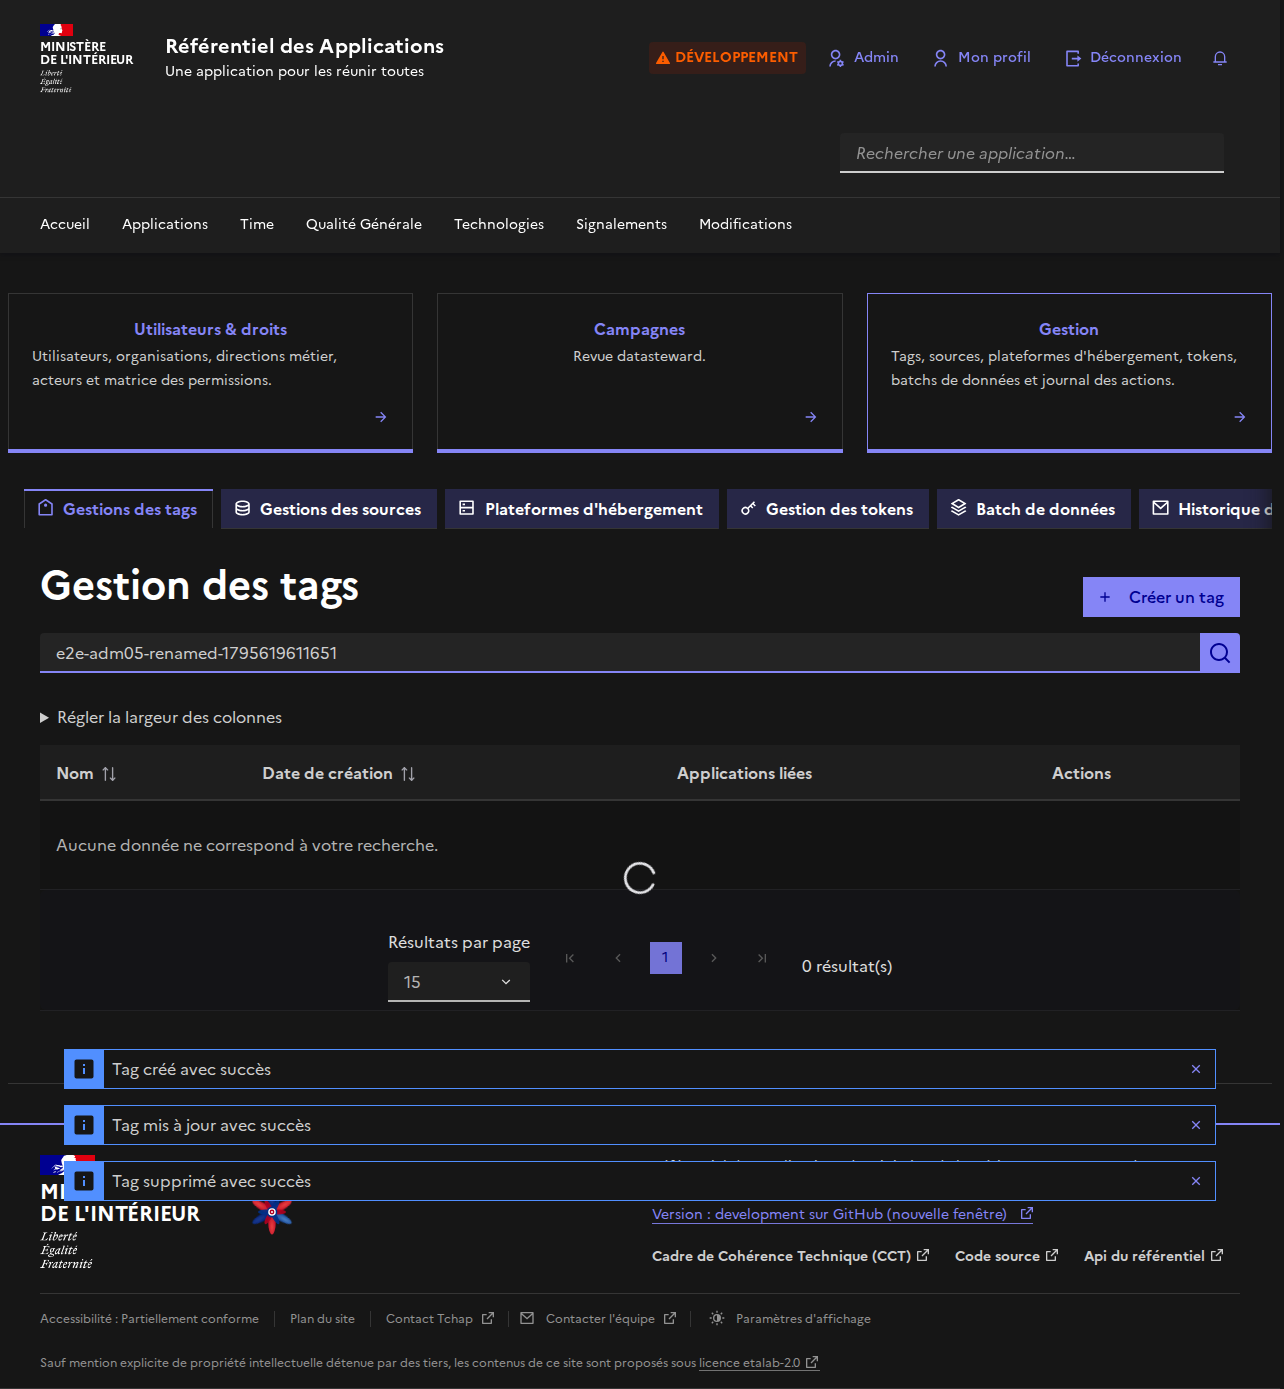 MINISTÈRE
DE L'INTÉRIEUR
Liberté
Égalité
Fraternité
Référentiel des Applications
Une application pour les réunir toutes
DÉVELOPPEMENT
Admin
Mon profil
Déconnexion
Rechercher une application…
Accueil
Applications
Time
Qualité Générale
Technologies
Signalements
Modifications
Utilisateurs & droits
Utilisateurs, organisations, directions métier,
acteurs et matrice des permissions.
Campagnes
Revue datasteward.
Gestion
Tags, sources, plateformes d'hébergement, tokens,
batchs de données et journal des actions.
Gestions des tags
Gestions des sources
Plateformes d'hébergement
Gestion des tokens
Batch de données
Historique
Gestion des tags
Créer un tag
e2e-adm05-renamed-1795619611651
Régler la largeur des colonnes
Nom
Date de création
Applications liées
Actions
Aucune donnée ne correspond à votre recherche.
Résultats par page
15
1
0 résultat(s)
Tag créé avec succès
Tag mis à jour avec succès
Tag supprimé avec succès
DE L'INTÉRIEUR
Liberté
Égalité
Fraternité
Version : development sur GitHub (nouvelle fenêtre)
Cadre de Cohérence Technique (CCT)
Code source
Api du référentiel
Accessibilité : Partiellement conforme
Plan du site
Contact Tchap
Contacter l'équipe
Paramètres d'affichage
Sauf mention explicite de propriété intellectuelle détenue par des tiers, les contenus de ce site sont proposés sous licence etalab-2.0